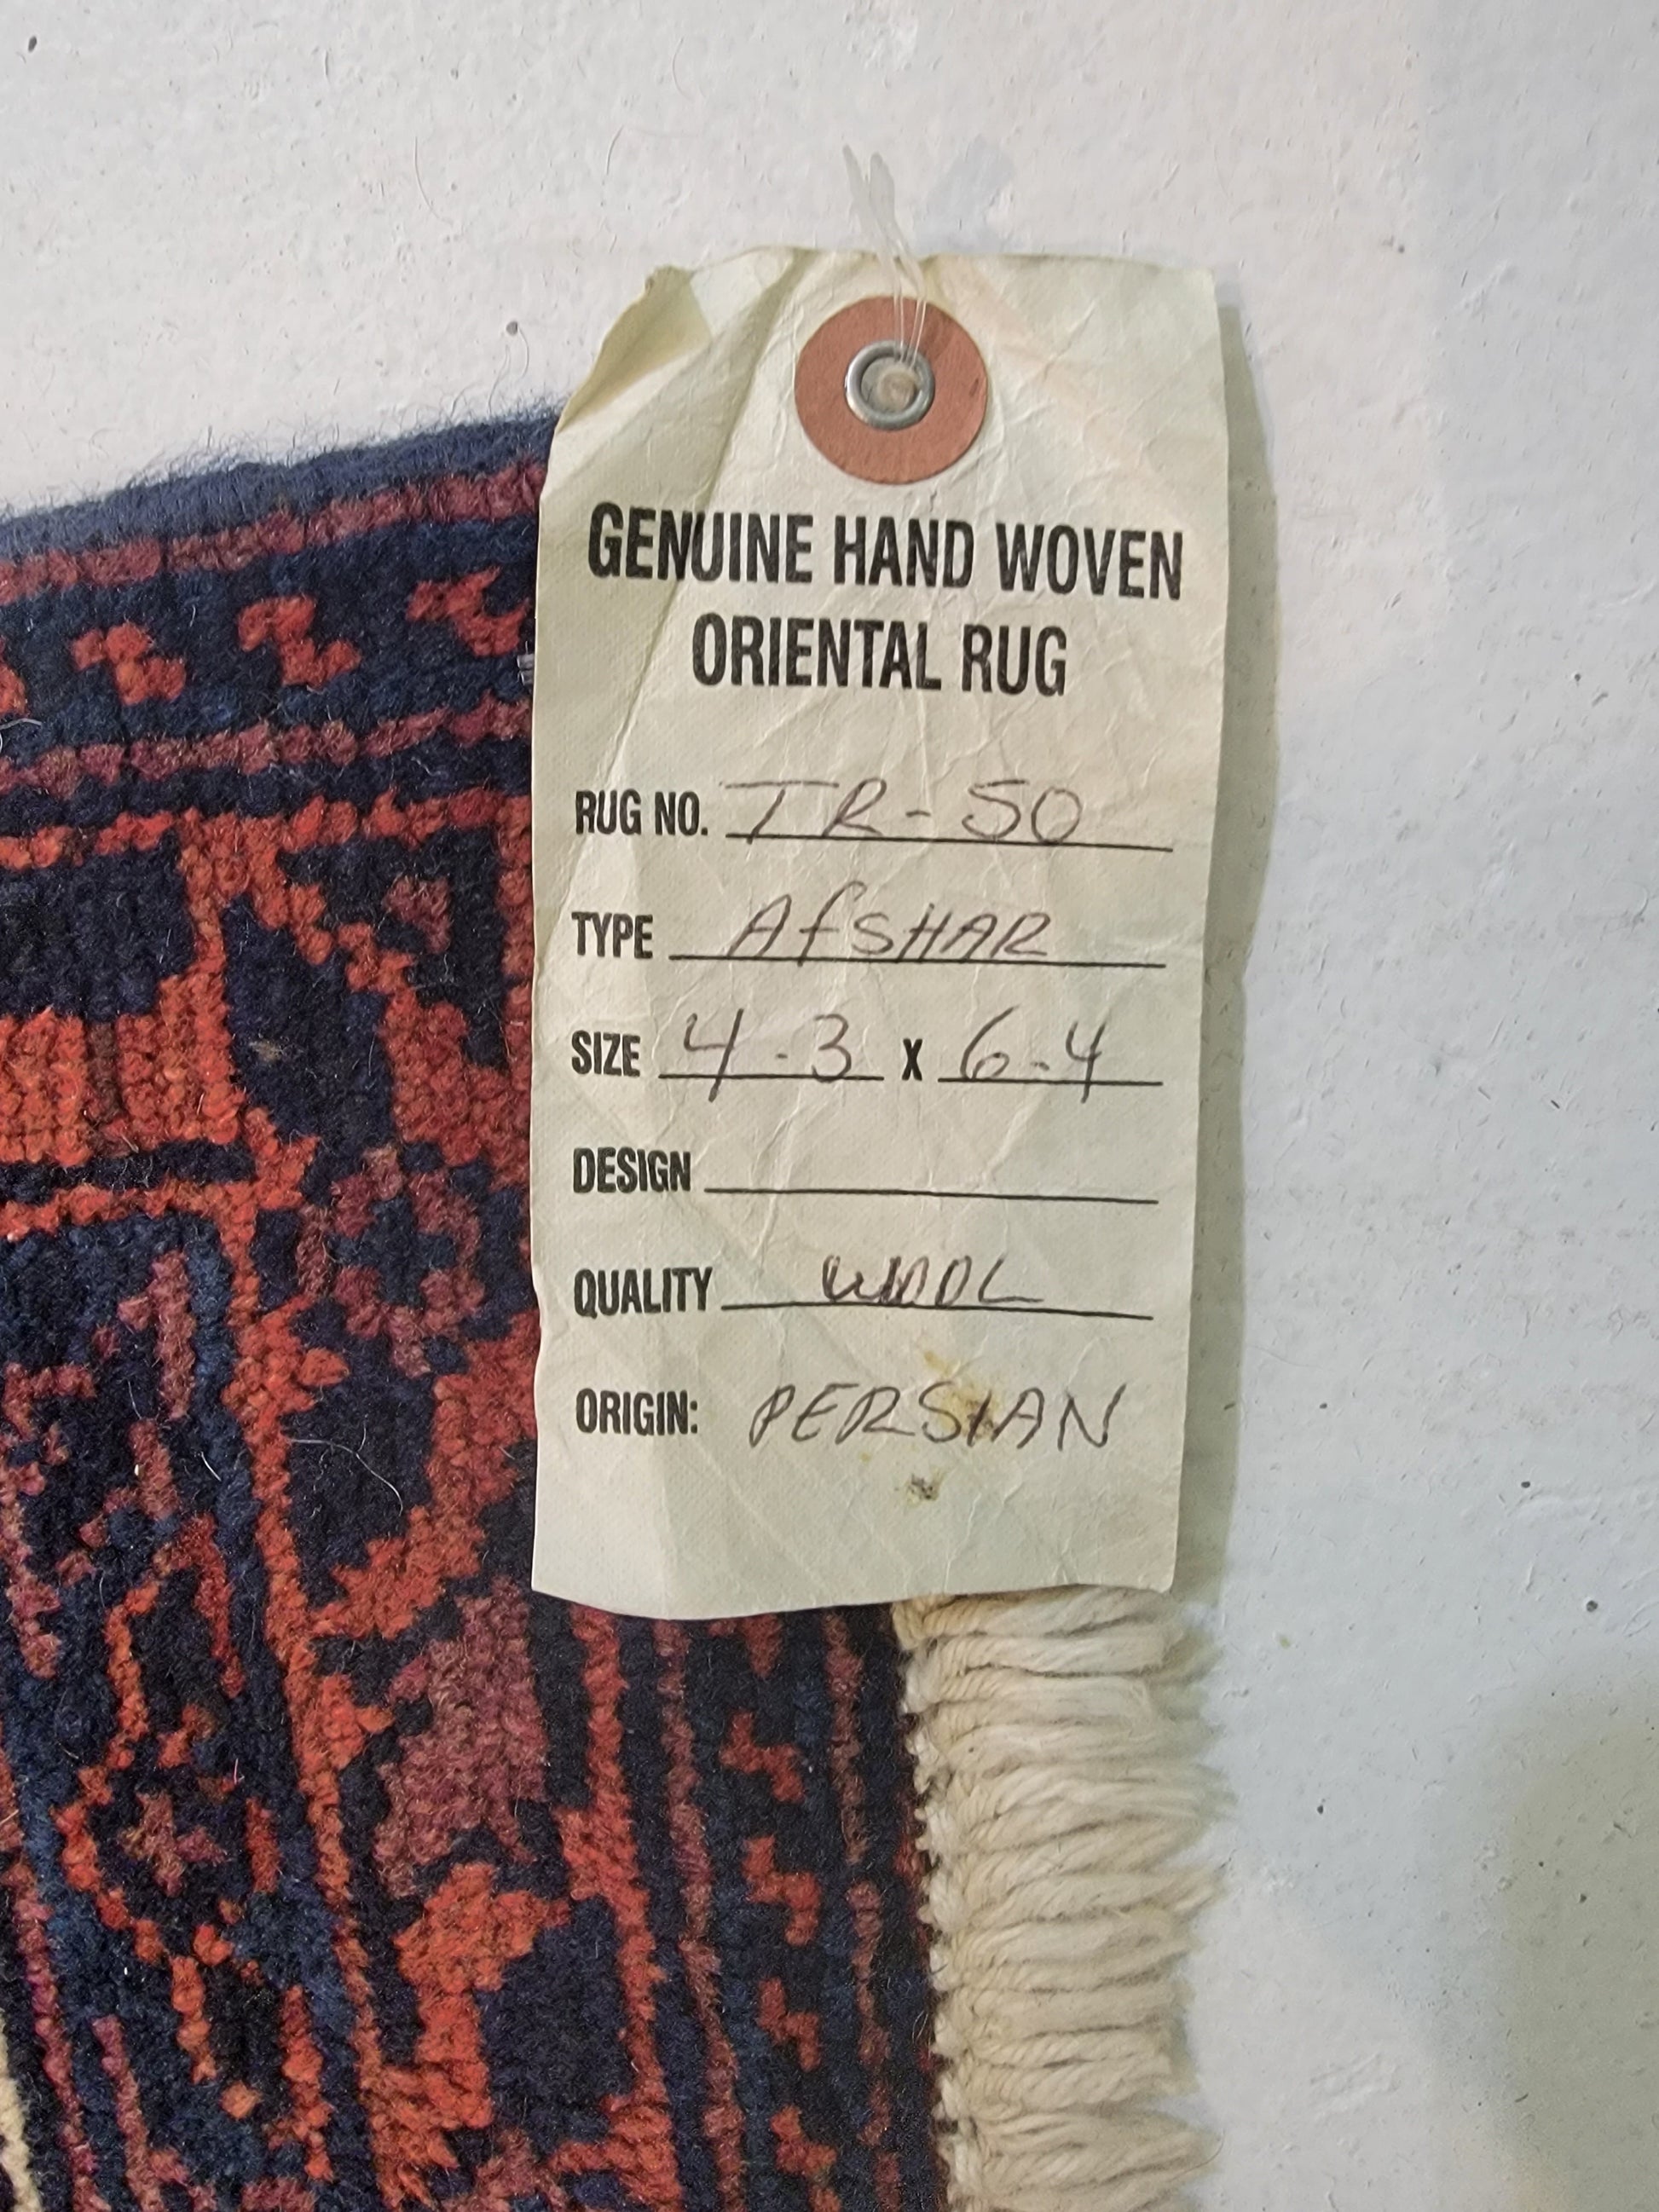 GENUINE HAND WOVEN
ORIENTAL RUG
RUG NO. TR-50
TYPE AfSHAR
SIZE 4-3 X 6-4
DESIGN
QUALITY WOOL
ORIGIN: PERSIAN